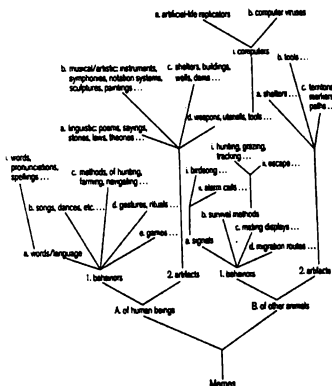 a. artificial-life replicators
b. computer viruses
i. computers
b. musical/artistic: instruments,
symphonies, notation systems,
sculptures, paintings . . .
c. shelters, buildings,
wells, dams . . .
b. tools . . .
a. shelters . . .
c. territorial
markers
paths . . .
a. linguistic: poems, sayings,
stories, laws, theories . . .
d. weapons, utensils, tools . . .
i. words,
pronunciations,
spellings . . .
c. methods of hunting,
farming, navigating . . .
i. hunting, grazing,
tracking . . .
ii. escape . . .
i. birdsong . . .
ii. alarm calls . . .
b. songs, dances, etc. . . .
d. gestures, rituals . . .
b. survival methods
c. mating displays . . .
e. games . . .
a. words/language
a. signals
d. migration routes . . .
1. behaviors
2. artifacts
1. behaviors
2. artifacts
A. of human beings
B. of other animals
Memes